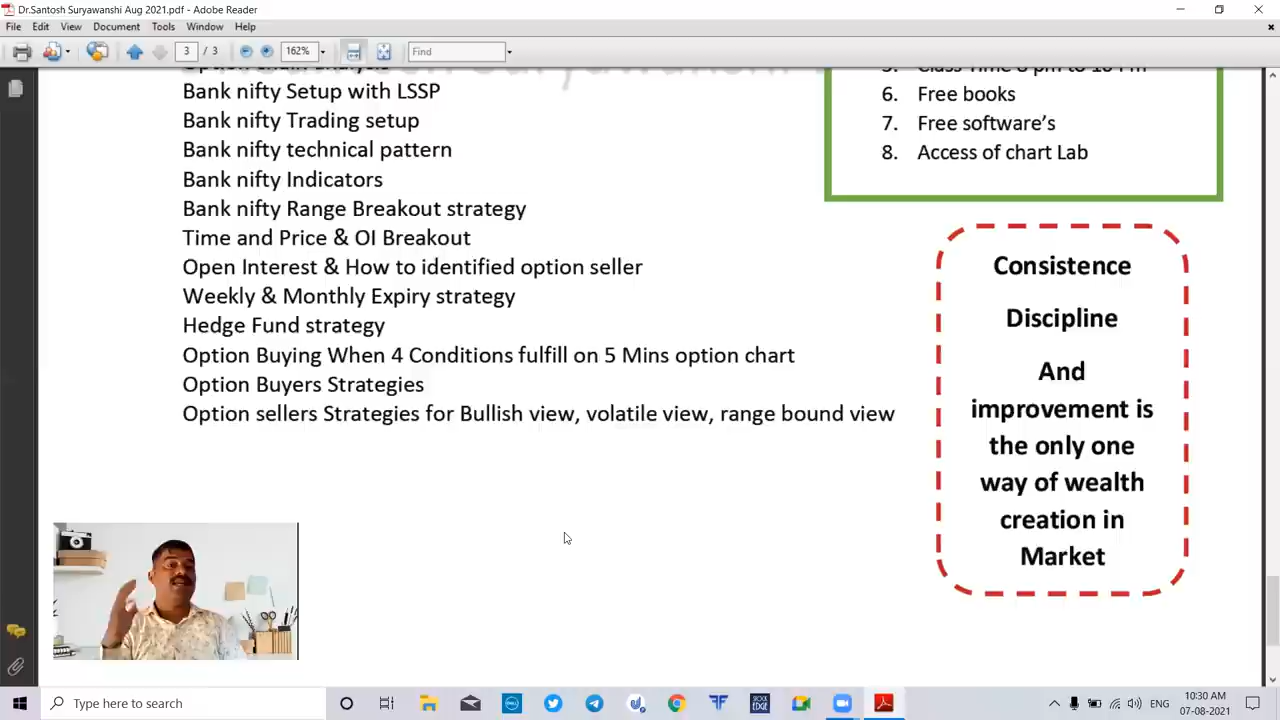 Dr.Santosh Suryawanshi Aug 2021.pdf - Adobe Reader
File Edit View Document Tools Window Help
3 / 3 162% Find
Bank nifty Setup with LSSP
Bank nifty Trading setup
Bank nifty technical pattern
Bank nifty Indicators
Bank nifty Range Breakout strategy
Time and Price & OI Breakout
Open Interest & How to identified option seller
Weekly & Monthly Expiry strategy
Hedge Fund strategy
Option Buying When 4 Conditions fulfill on 5 Mins option chart
Option Buyers Strategies
Option sellers Strategies for Bullish view, volatile view, range bound view
6. Free books
7. Free software's
8. Access of chart Lab
Consistence
Discipline
And
improvement is
the only one
way of wealth
creation in
Market
Type here to search
DELL
STOCK
EDGE
ENG
10:30 AM
07-08-2021